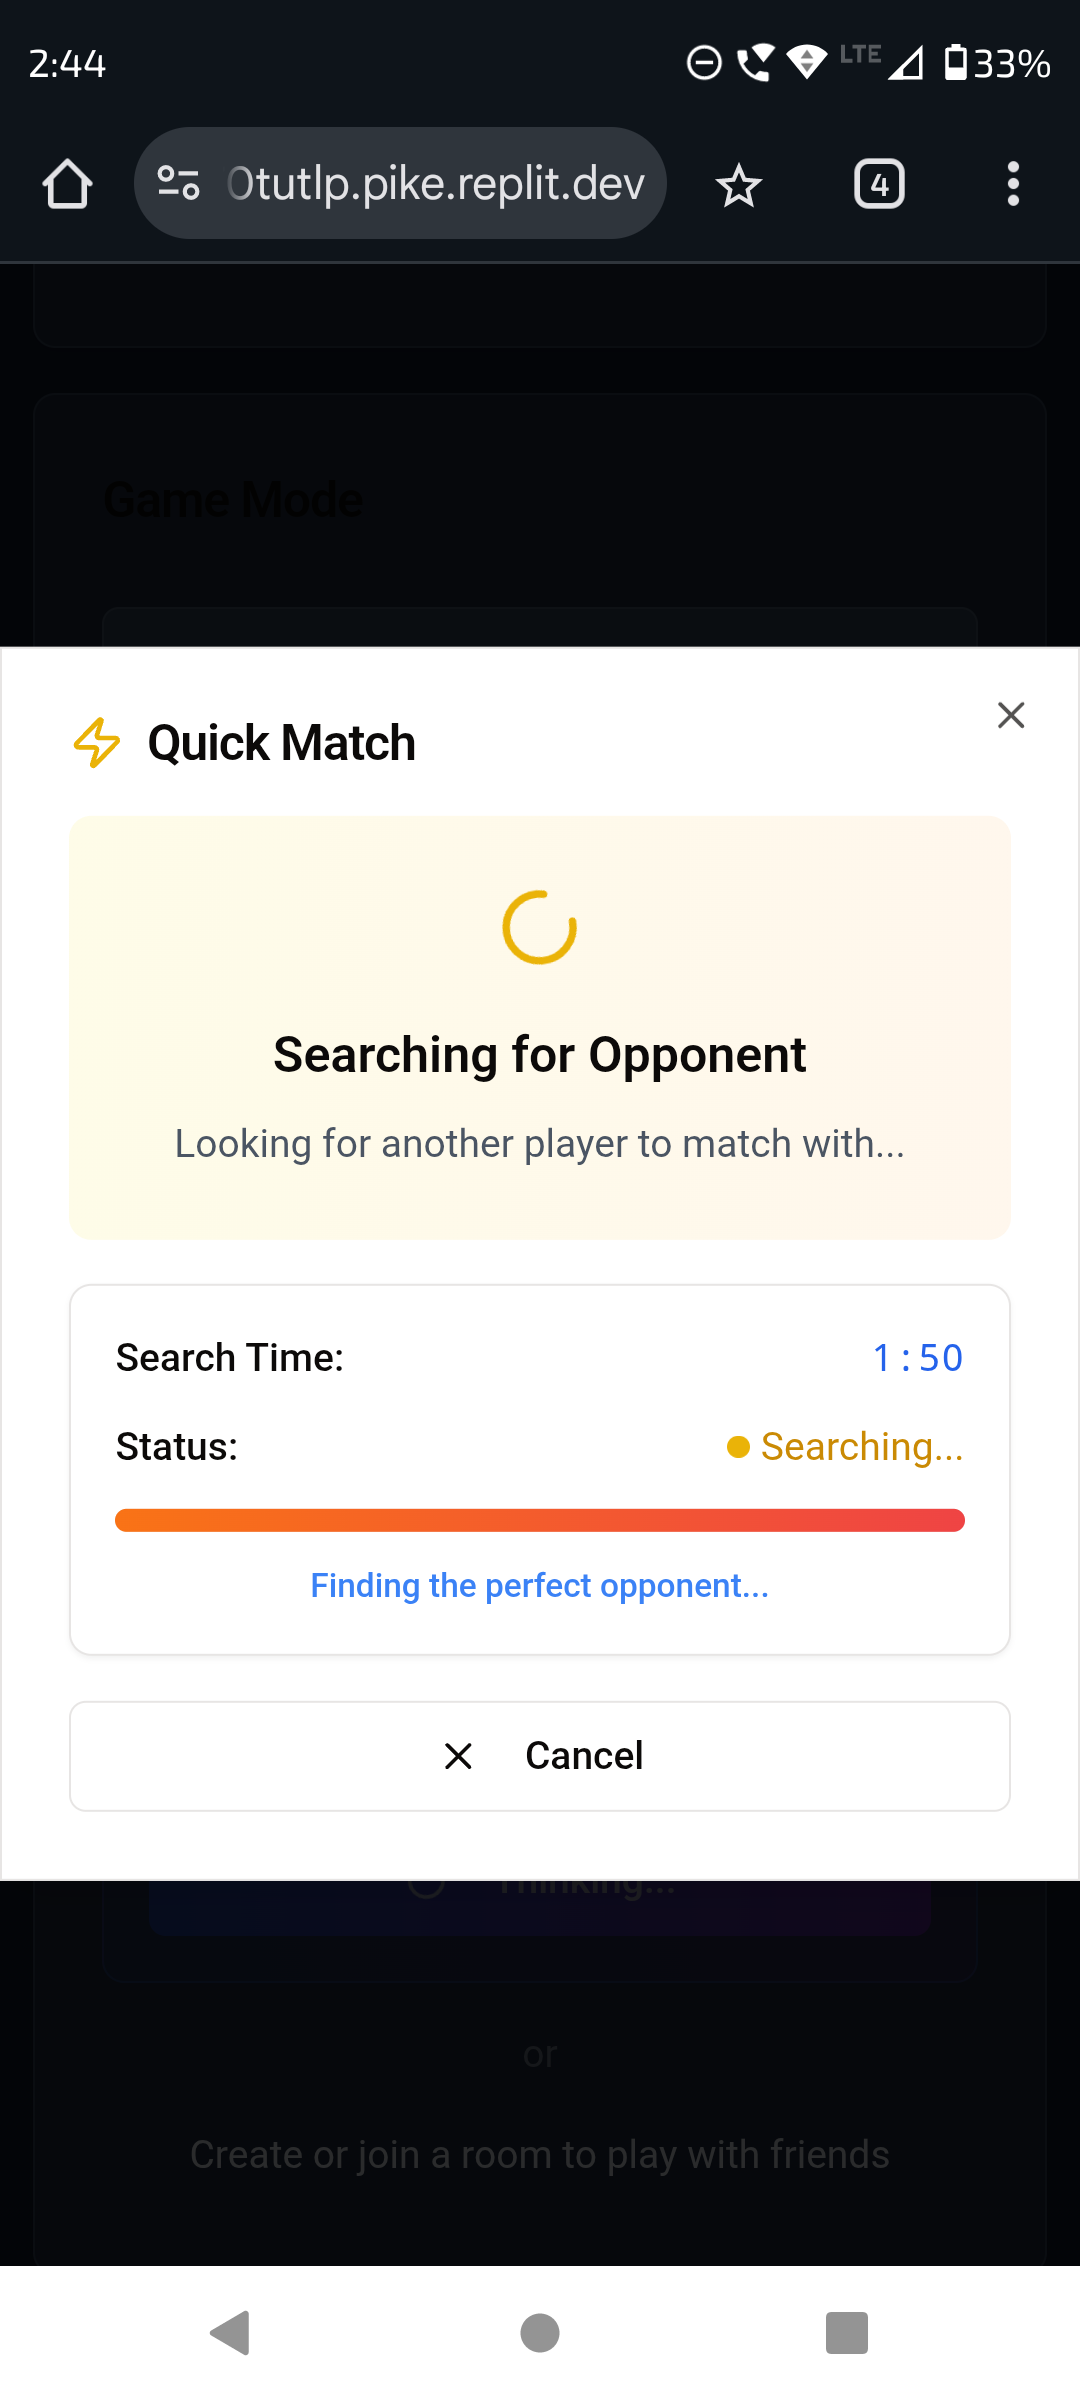 2:44
LTE
33%
0tutlp.pike.replit.dev
4
Game Mode
Quick Match
Searching for Opponent
Looking for another player to match with...
Search Time:
1:50
Status:
Searching...
Finding the perfect opponent...
Cancel
Thinking...
or
Create or join a room to play with friends